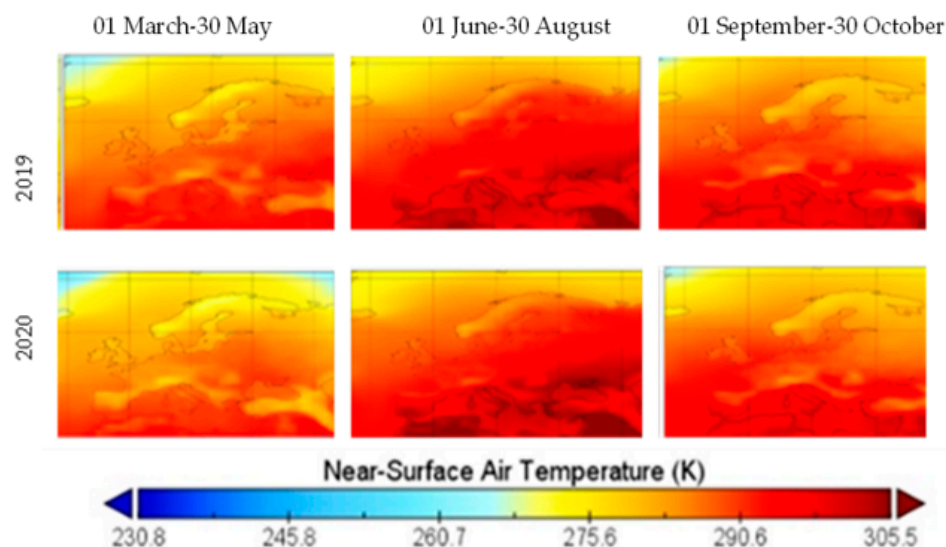 01 March-30 May
01 June-30 August
01 September-30 October
2019
2020
Near-Surface Air Temperature (K)
230.8 245.8 260.7 275.6 290.6 305.5